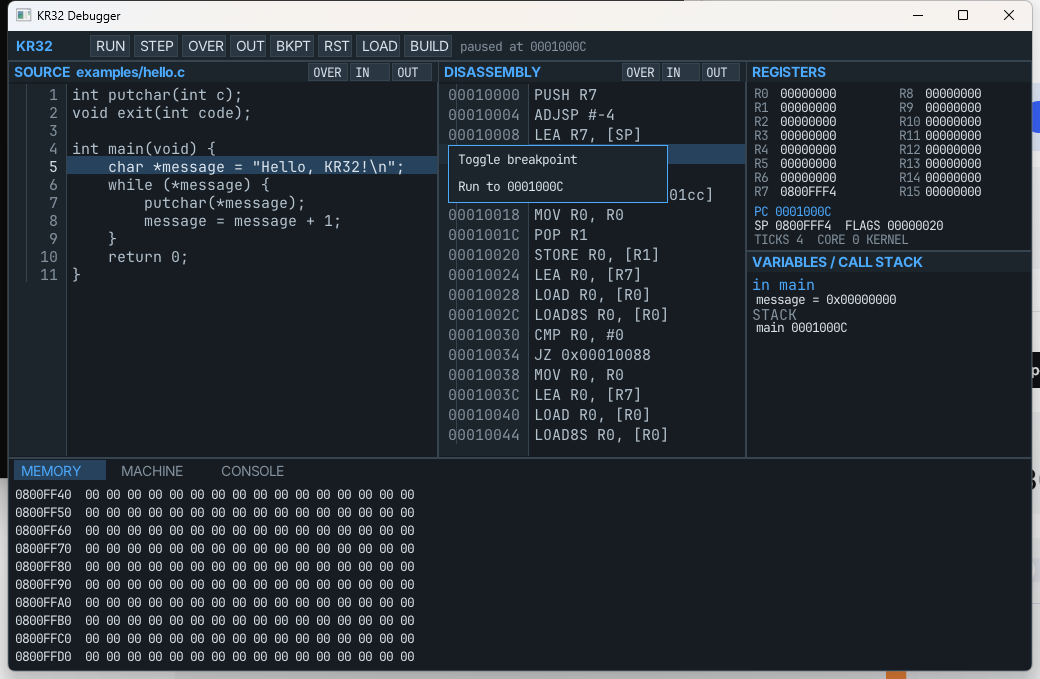 KR32 Debugger
KR32 RUN STEP OVER OUT BKPT RST LOAD BUILD paused at 0001000C
SOURCE examples/hello.c OVER IN OUT
1 int putchar(int c);
2 void exit(int code);
3
4 int main(void) {
5 char *message = "Hello, KR32!\n";
6 while (*message) {
7 putchar(*message);
8 message = message + 1;
9 }
10 return 0;
11 }
DISASSEMBLY OVER IN OUT
00010000 PUSH R7
00010004 ADJSP #-4
00010008 LEA R7, [SP]
Toggle breakpoint
Run to 0001000C
01cc]
00010018 MOV R0, R0
0001001C POP R1
00010020 STORE R0, [R1]
00010024 LEA R0, [R7]
00010028 LOAD R0, [R0]
0001002C LOAD8S R0, [R0]
00010030 CMP R0, #0
00010034 JZ 0x00010088
00010038 MOV R0, R0
0001003C LEA R0, [R7]
00010040 LOAD R0, [R0]
00010044 LOAD8S R0, [R0]
REGISTERS
R0 00000000 R8 00000000
R1 00000000 R9 00000000
R2 00000000 R10 00000000
R3 00000000 R11 00000000
R4 00000000 R12 00000000
R5 00000000 R13 00000000
R6 00000000 R14 00000000
R7 0800FFF4 R15 00000000
PC 0001000C
SP 0800FFF4 FLAGS 00000020
TICKS 4 CORE 0 KERNEL
VARIABLES / CALL STACK
in main
message = 0x00000000
STACK
main 0001000C
MEMORY MACHINE CONSOLE
0800FF40 00 00 00 00 00 00 00 00 00 00 00 00 00 00 00 00
0800FF50 00 00 00 00 00 00 00 00 00 00 00 00 00 00 00 00
0800FF60 00 00 00 00 00 00 00 00 00 00 00 00 00 00 00 00
0800FF70 00 00 00 00 00 00 00 00 00 00 00 00 00 00 00 00
0800FF80 00 00 00 00 00 00 00 00 00 00 00 00 00 00 00 00
0800FF90 00 00 00 00 00 00 00 00 00 00 00 00 00 00 00 00
0800FFA0 00 00 00 00 00 00 00 00 00 00 00 00 00 00 00 00
0800FFB0 00 00 00 00 00 00 00 00 00 00 00 00 00 00 00 00
0800FFC0 00 00 00 00 00 00 00 00 00 00 00 00 00 00 00 00
0800FFD0 00 00 00 00 00 00 00 00 00 00 00 00 00 00 00 00